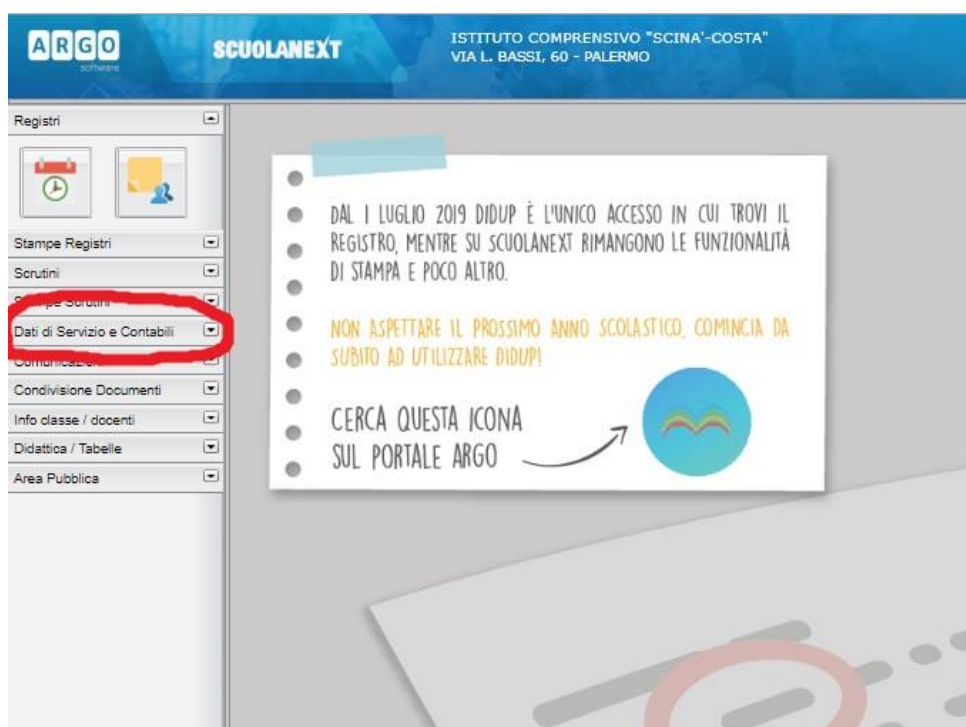 ARGO
software
SCUOLANEXT
ISTITUTO COMPRENSIVO "SCINA'-COSTA"
VIA L. BASSI, 60 - PALERMO
Registri
Stampe Registri
Scrutini
Stampe Scrutini
Dati di Servizio e Contabili
Comunicazioni
Condivisione Documenti
Info classe / docenti
Didattica / Tabelle
Area Pubblica
DAL 1 LUGLIO 2019 DIDUP È L'UNICO ACCESSO IN CUI TROVI IL
REGISTRO, MENTRE SU SCUOLANEXT RIMANGONO LE FUNZIONALITÀ
DI STAMPA E POCO ALTRO.
NON ASPETTARE IL PROSSIMO ANNO SCOLASTICO, COMINCIA DA
SUBITO AD UTILIZZARE DIDUP!
CERCA QUESTA ICONA
SUL PORTALE ARGO